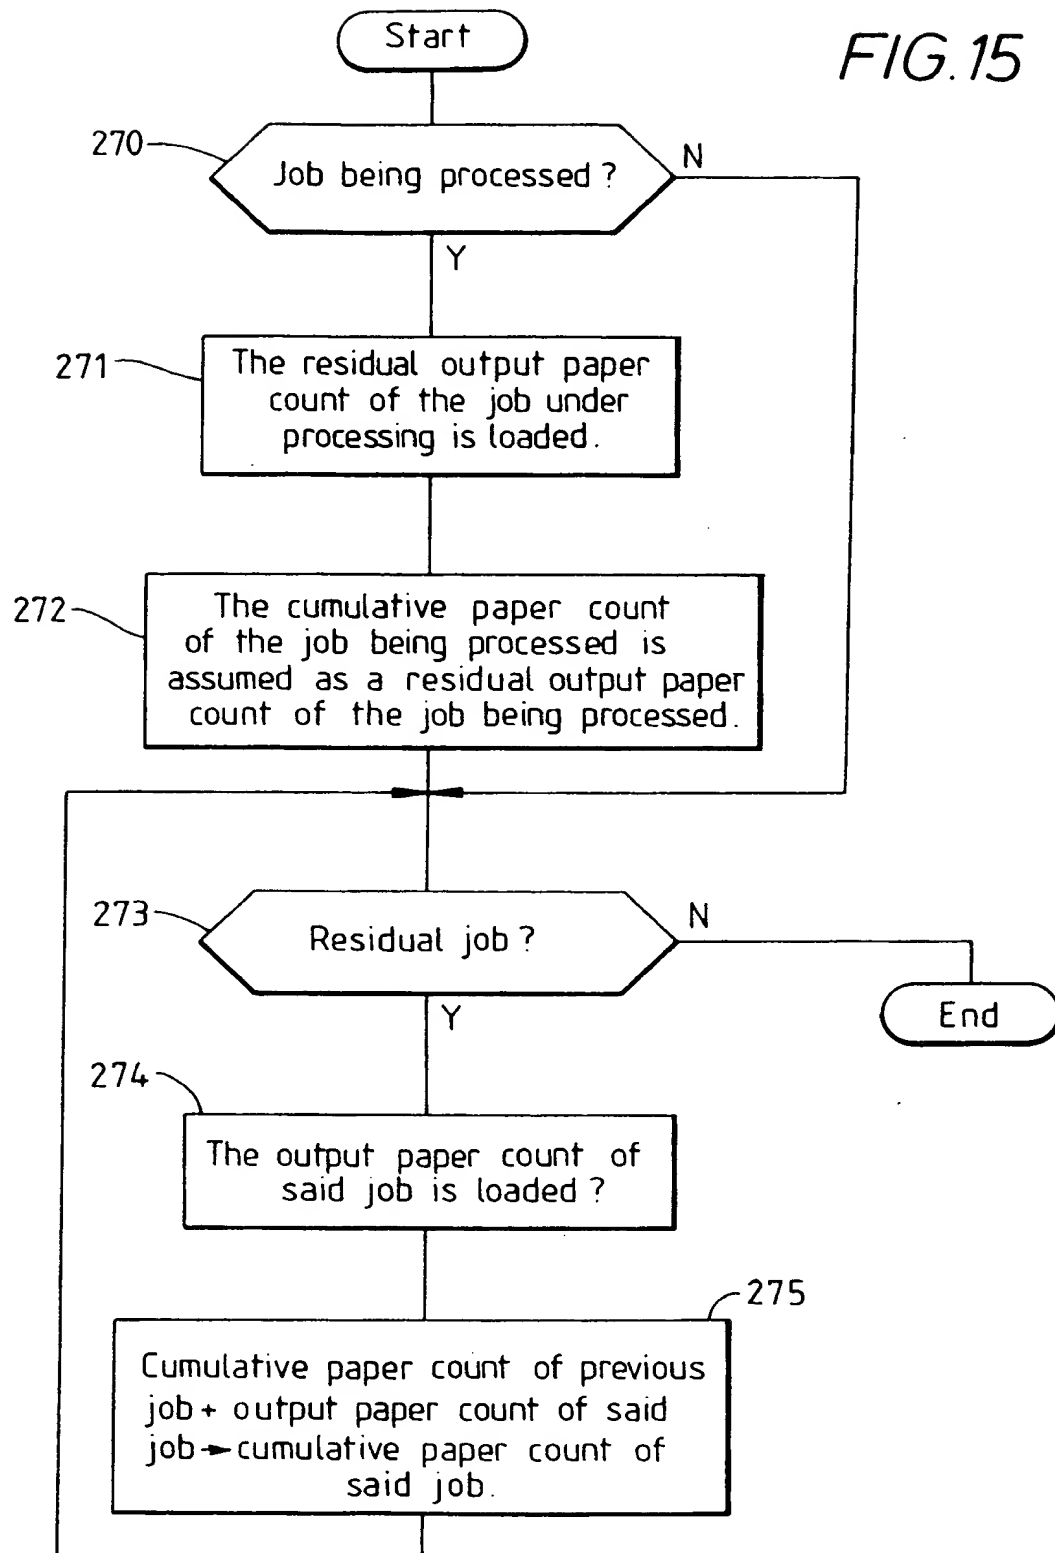 Start
FIG.15
270
Job being processed ?
N
Y
271
The residual output paper
count of the job under
processing is loaded.
272
The cumulative paper count
of the job being processed is
assumed as a residual output paper
count of the job being processed.
273
Residual job ?
N
Y
End
274
The output paper count of
said job is loaded ?
275
Cumulative paper count of previous
job + output paper count of said
job → cumulative paper count of
said job.